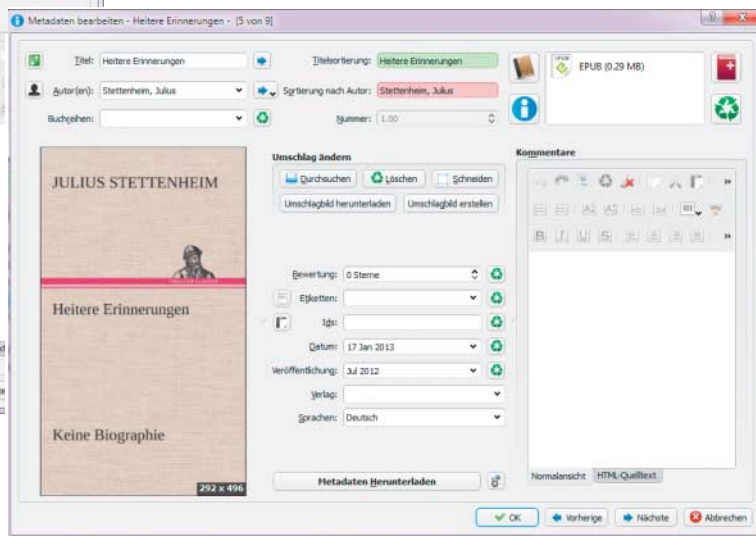 Metadaten bearbeiten - Heitere Erinnerungen - [5 von 9]
Titel: Heitere Erinnerungen
Titelsortierung: Heitere Erinnerungen
Autor(en): Stettenheim, Julius
Sortierung nach Autor: Stettenheim, Julius
Buchreihen:
Nummer: 1.00
EPUB (0.29 MB)
Umschlag ändern
Durchsuchen Löschen Schneiden
Umschlagbild herunterladen Umschlagbild erstellen
JULIUS STETTENHEIM
Heitere Erinnerungen
Keine Biographie
292 x 496
Bewertung: 0 Sterne
Etiketten:
Ids:
Datum: 17 Jan 2013
Veröffentlichung: Jul 2012
Verlag:
Sprachen: Deutsch
Metadaten Herunterladen
Kommentare
B I U S
Normalansicht HTML-Quelltext
OK Vorherige Nächste Abbrechen